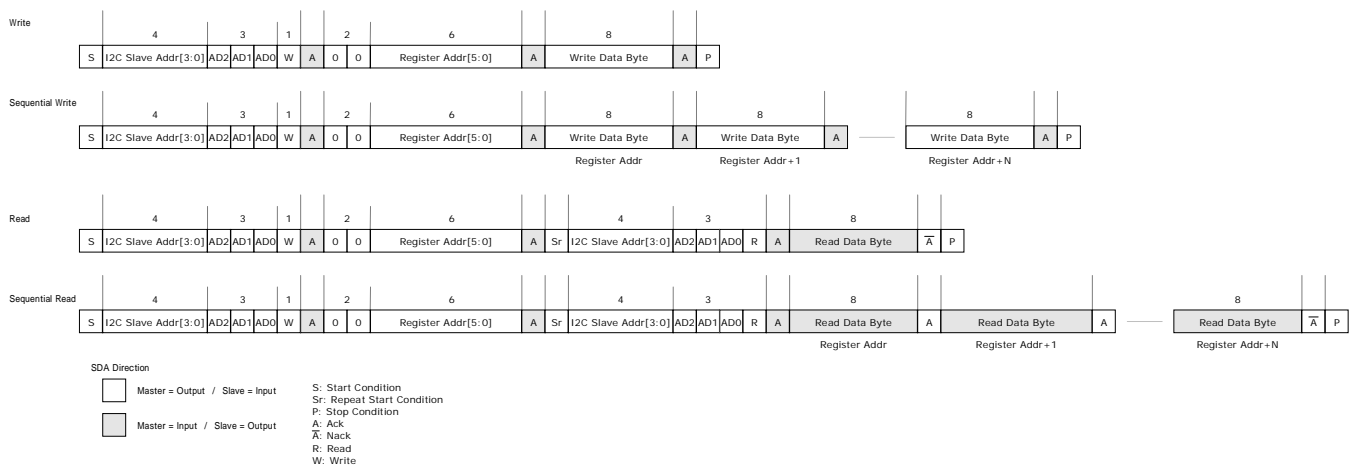 Write
4 3 1 2 6 8
S I2C Slave Addr[3:0] AD2 AD1 AD0 W A 0 0 Register Addr[5:0] A Write Data Byte A P
Sequential Write
4 3 1 2 6 8 8 8
S I2C Slave Addr[3:0] AD2 AD1 AD0 W A 0 0 Register Addr[5:0] A Write Data Byte A Write Data Byte A Write Data Byte A P
Register Addr Register Addr+1 Register Addr+N
Read
4 3 1 2 6 4 3 8
S I2C Slave Addr[3:0] AD2 AD1 AD0 W A 0 0 Register Addr[5:0] A Sr I2C Slave Addr[3:0] AD2 AD1 AD0 R A Read Data Byte A̅ P
Sequential Read
4 3 1 2 6 4 3 8 8
S I2C Slave Addr[3:0] AD2 AD1 AD0 W A 0 0 Register Addr[5:0] A Sr I2C Slave Addr[3:0] AD2 AD1 AD0 R A Read Data Byte A Read Data Byte A Read Data Byte A̅ P
Register Addr Register Addr+1 Register Addr+N
SDA Direction
Master = Output / Slave = Input
Master = Input / Slave = Output
S: Start Condition
Sr: Repeat Start Condition
P: Stop Condition
A: Ack
A̅: Nack
R: Read
W: Write